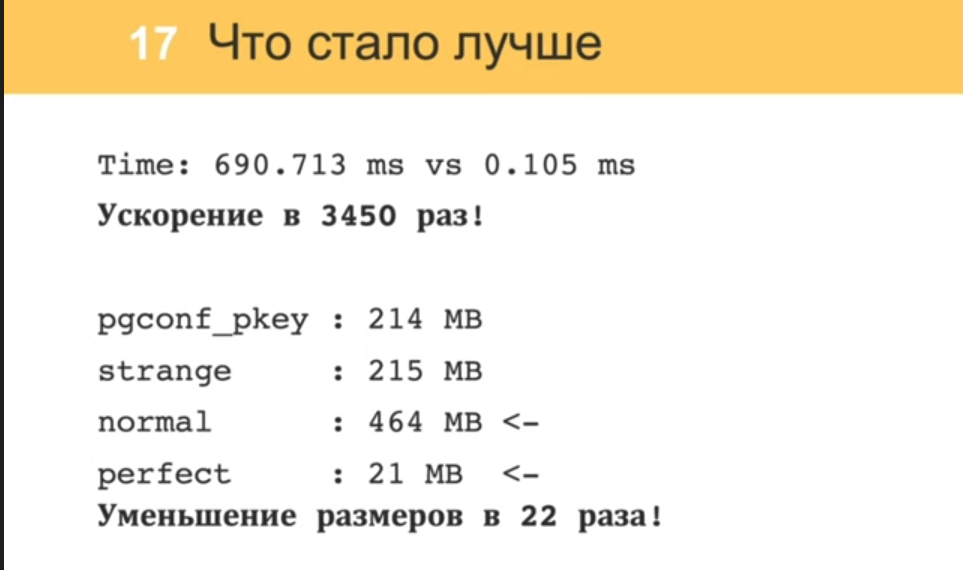 17 Что стало лучше
Time: 690.713 ms vs 0.105 ms
Ускорение в 3450 раз!
pgconf_pkey : 214 MB
strange : 215 MB
normal : 464 MB <-
perfect : 21 MB <-
Уменьшение размеров в 22 раза!